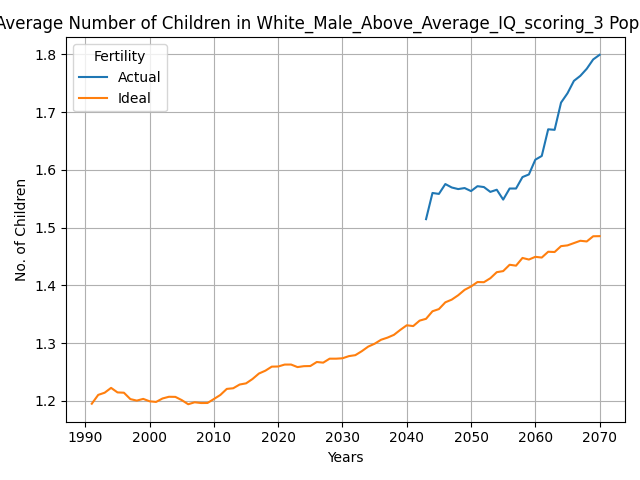 Average Number of Children in White_Male_Above_Average_IQ_scoring_3 Pop
Fertility
Actual
Ideal
1.8
1.7
1.6
1.5
1.4
1.3
1.2
No. of Children
1990 2000 2010 2020 2030 2040 2050 2060 2070
Years